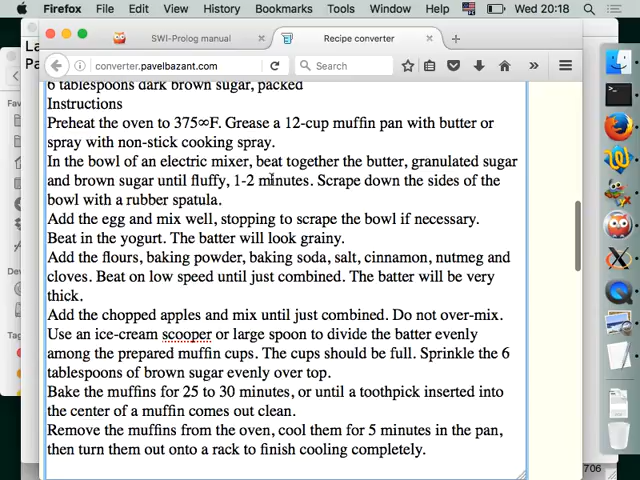 Firefox File Edit View History Bookmarks Tools Window Help Wed 20:18
SWI-Prolog manual
Recipe converter
converter.pavelbazant.com
Search
La
Pa
Fav
Dev
Tag
6 tablespoons dark brown sugar, packed
Instructions
Preheat the oven to 375∞F. Grease a 12-cup muffin pan with butter or
spray with non-stick cooking spray.
In the bowl of an electric mixer, beat together the butter, granulated sugar
and brown sugar until fluffy, 1-2 minutes. Scrape down the sides of the
bowl with a rubber spatula.
Add the egg and mix well, stopping to scrape the bowl if necessary.
Beat in the yogurt. The batter will look grainy.
Add the flours, baking powder, baking soda, salt, cinnamon, nutmeg and
cloves. Beat on low speed until just combined. The batter will be very
thick.
Add the chopped apples and mix until just combined. Do not over-mix.
Use an ice-cream scooper or large spoon to divide the batter evenly
among the prepared muffin cups. The cups should be full. Sprinkle the 6
tablespoons of brown sugar evenly over top.
Bake the muffins for 25 to 30 minutes, or until a toothpick inserted into
the center of a muffin comes out clean.
Remove the muffins from the oven, cool them for 5 minutes in the pan,
then turn them out onto a rack to finish cooling completely.
706